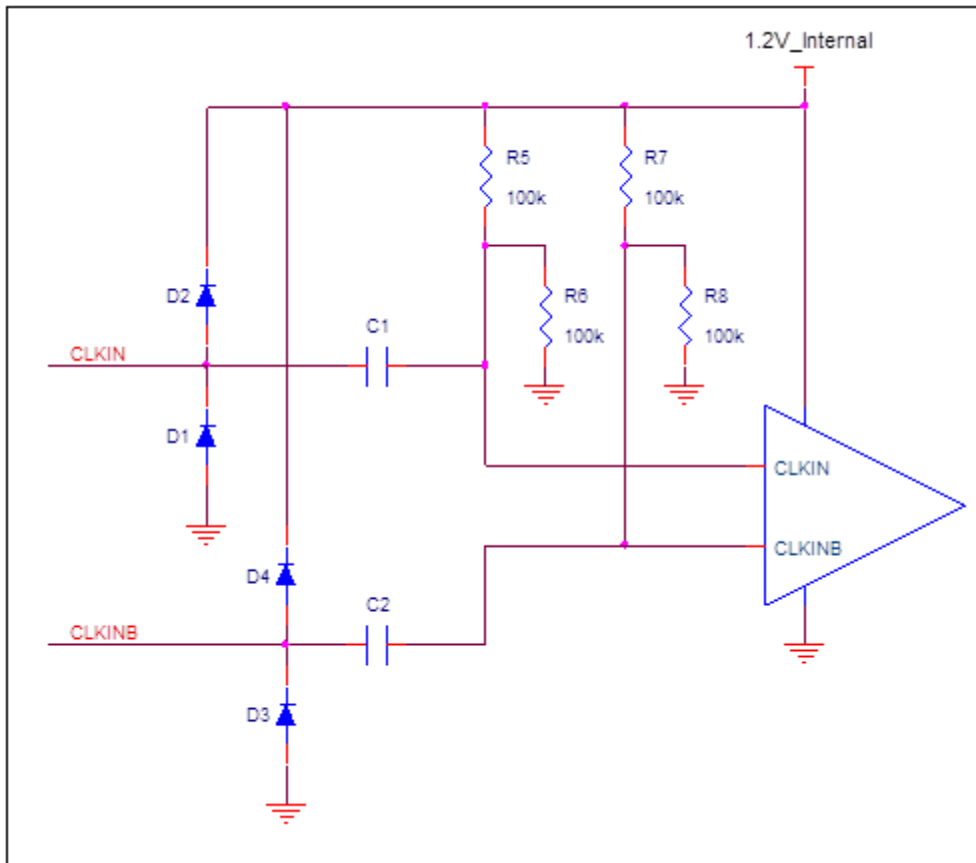 1.2V_Internal
R5
100k
R7
100k
D2
R6
100k
R8
100k
C1
CLKIN
D1
CLKIN
CLKINB
D4
C2
CLKINB
D3